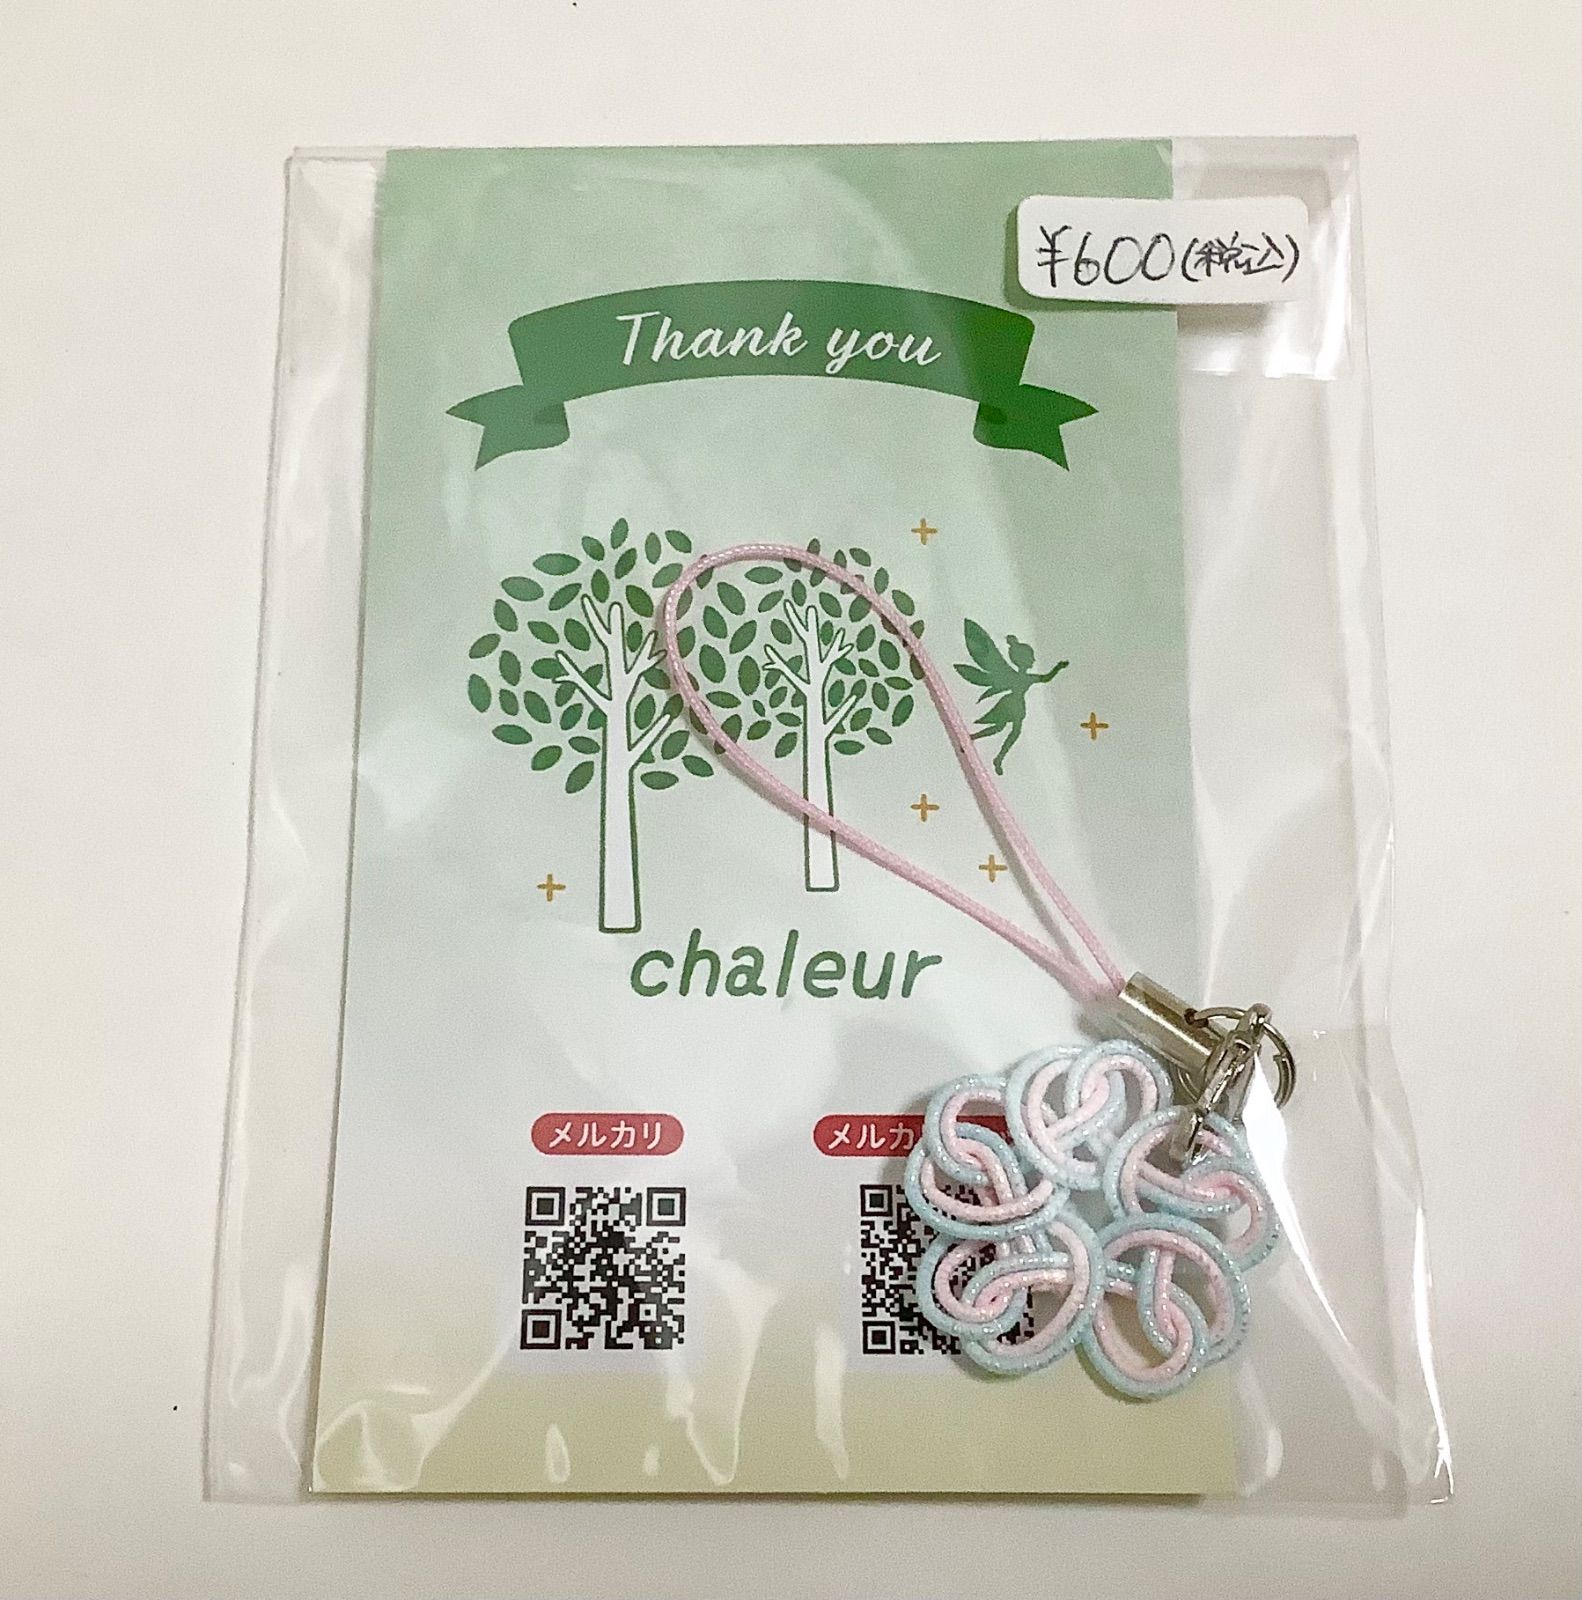 ¥600(税込)
Thank you
chaleur
メルカリ
メルカ